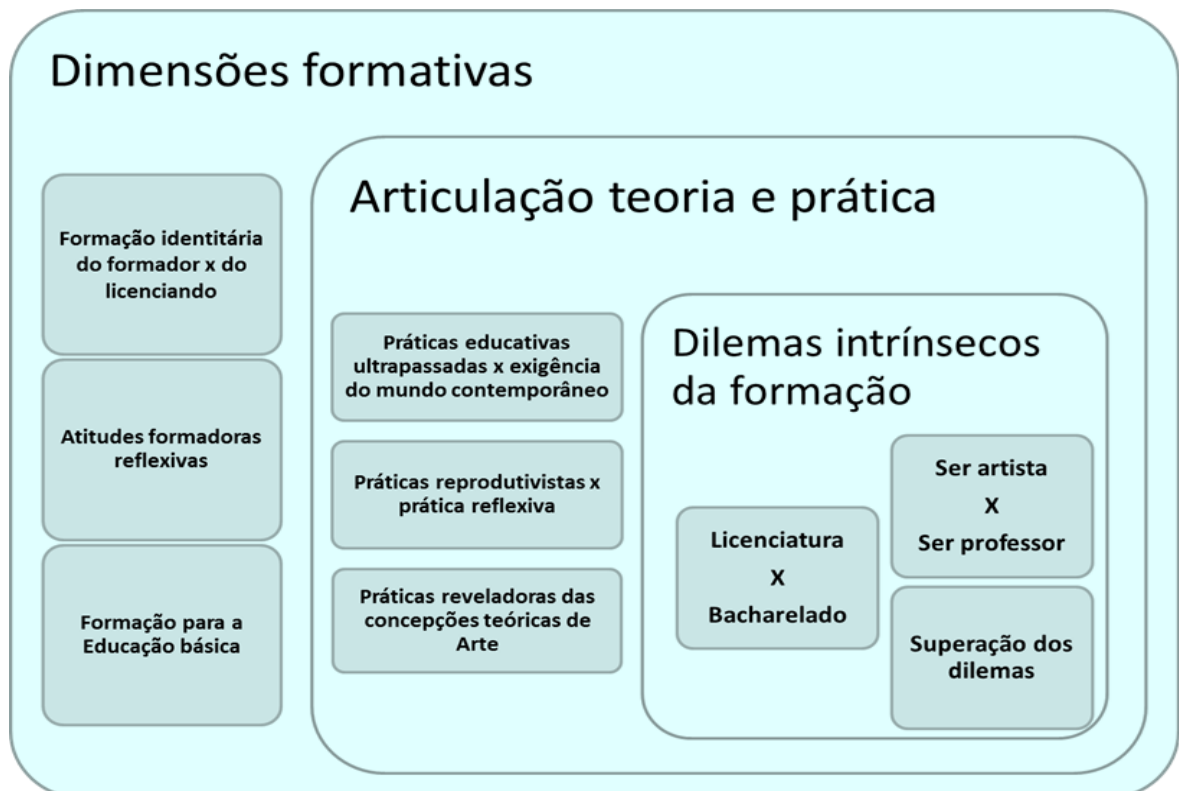 Dimensões formativas
Formação identitária
do formador x do
licenciando
Atitudes formadoras
reflexivas
Formação para a
Educação básica
Articulação teoria e prática
Práticas educativas
ultrapassadas x exigência
do mundo contemporâneo
Práticas reprodutivistas x
prática reflexiva
Práticas reveladoras das
concepções teóricas de
Arte
Dilemas intrínsecos
da formação
Licenciatura
X
Bacharelado
Ser artista
X
Ser professor
Superação dos
dilemas